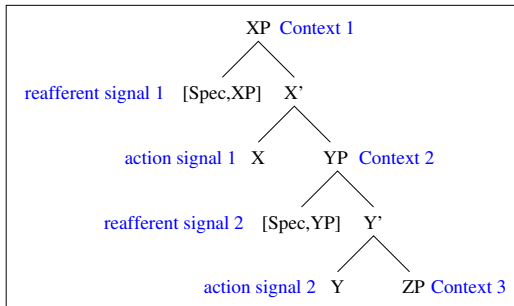 XP Context 1
reafferent signal 1 [Spec,XP] X'
action signal 1 X YP Context 2
reafferent signal 2 [Spec,YP] Y'
action signal 2 Y ZP Context 3